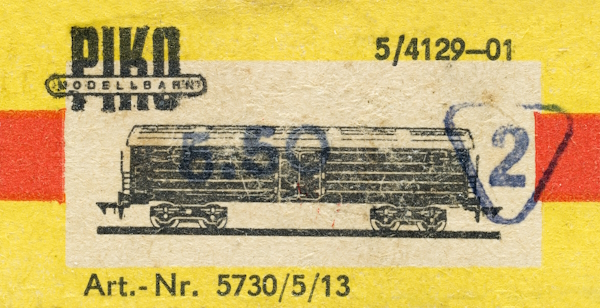 PIKO
MODELLBAHN
5/4129-01
6.50
2
Art.-Nr. 5730/5/13